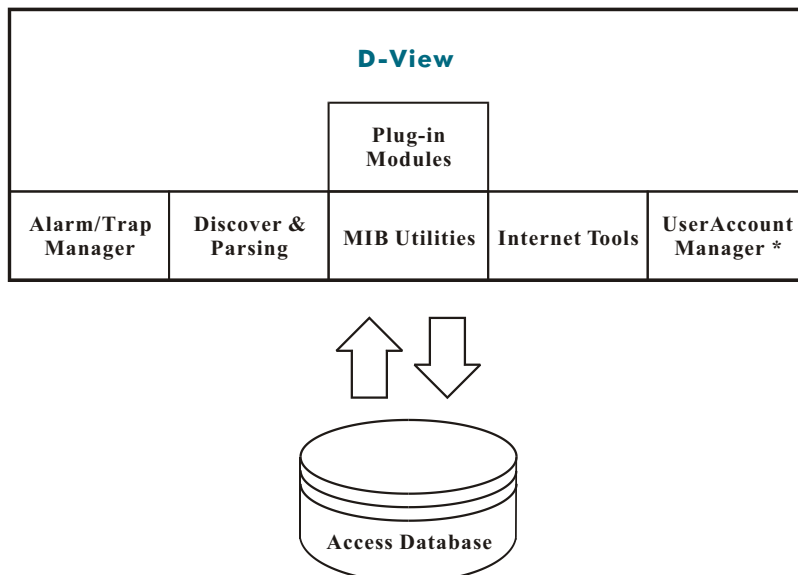 D-View
Plug-in
Modules
Alarm/Trap
Manager
Discover &
Parsing
MIB Utilities
Internet Tools
UserAccount
Manager *
Access Database